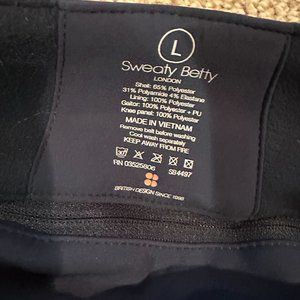 L
Sweaty Betty
LONDON
Shell: 65% Polyester
31% Polyamide 4% Elastane
Lining: 100% Polyester
Gaitor: 100% Polyester + PU
Knee panel: 100% Polyester
MADE IN VIETNAM
Remove belt before washing
Cool wash separately
KEEP AWAY FROM FIRE
RN 03525806 SB4497
BRITISH DESIGN SINCE 1998